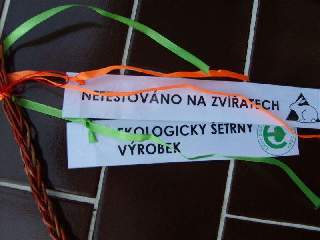 NETESTOVÁNO NA ZVÍŘATECH
EKOLOGICKY ŠETRNÝ
VÝROBEK